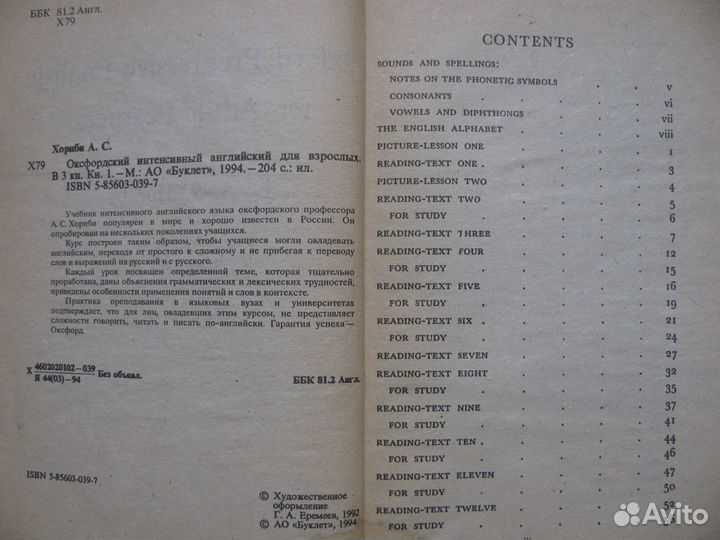 ББК 81.2 Англ.
Х79
Хориби А. С.
Х79 Оксфордский интенсивный английский для взрослых.
В 3 кн. Кн. I. – М.: АО «Буклет», 1994. – 204 с.: ил.
ISBN 5-85603-039-7
Учебник интенсивного английского языка оксфордского профессора
А. С. Хориби популярен в мире и хорошо известен в России. Он
опробирован на нескольких поколениях учащихся.
Курс построен таким образом, чтобы учащиеся могли овладевать
английским, переходя от простого к сложному и не прибегая к переводу
слов и выражений на русский и с русского.
Каждый урок посвящен определенной теме, которая тщательно
проработана, даны объяснения грамматических и лексических трудностей,
приведены особенности применения понятий и слов в контексте.
Практика преподавания в языковых вузах и университетах
подтверждает, что для лиц, овладевших этим курсом, не представляет
сложности говорить, читать и писать по-английски. Гарантия успеха –
Оксфорд
Х 4602020102–039
Я 44(03)–94 Без объявл.
ББК 81.2 Англ.
ISBN 5-85603-039-7
© Художественное
оформление
Г. А. Еремеев, 1992
© АО «Буклет», 1994
CONTENTS
SOUNDS AND SPELLINGS:
NOTES ON THE PHONETIC SYMBOLS . . v
CONSONANTS . . . . . vi
VOWELS AND DIPHTHONGS . . . vii
THE ENGLISH ALPHABET . . . . viii
PICTURE-LESSON ONE . . . . 1
READING-TEXT ONE . . . . . 3
PICTURE-LESSON TWO . . . . 4
READING-TEXT TWO . . . . 5
FOR STUDY . . . . . 6
READING-TEXT THREE . . . . 7
READING-TEXT FOUR . . . . 12
FOR STUDY . . . . . 15
READING-TEXT FIVE . . . . 16
FOR STUDY . . . . . 19
READING-TEXT SIX . . . . . 21
FOR STUDY . . . . . 24
READING-TEXT SEVEN . . . . 27
READING-TEXT EIGHT . . . . 32
FOR STUDY . . . . . 35
READING-TEXT NINE . . . . 37
FOR STUDY . . . . . 41
READING-TEXT TEN . . . . . 44
FOR STUDY . . . . . 46
READING-TEXT ELEVEN . . . . 47
FOR STUDY . . . . . 50
READING-TEXT TWELVE . . . . 52
FOR STUDY . . . . .
Avito